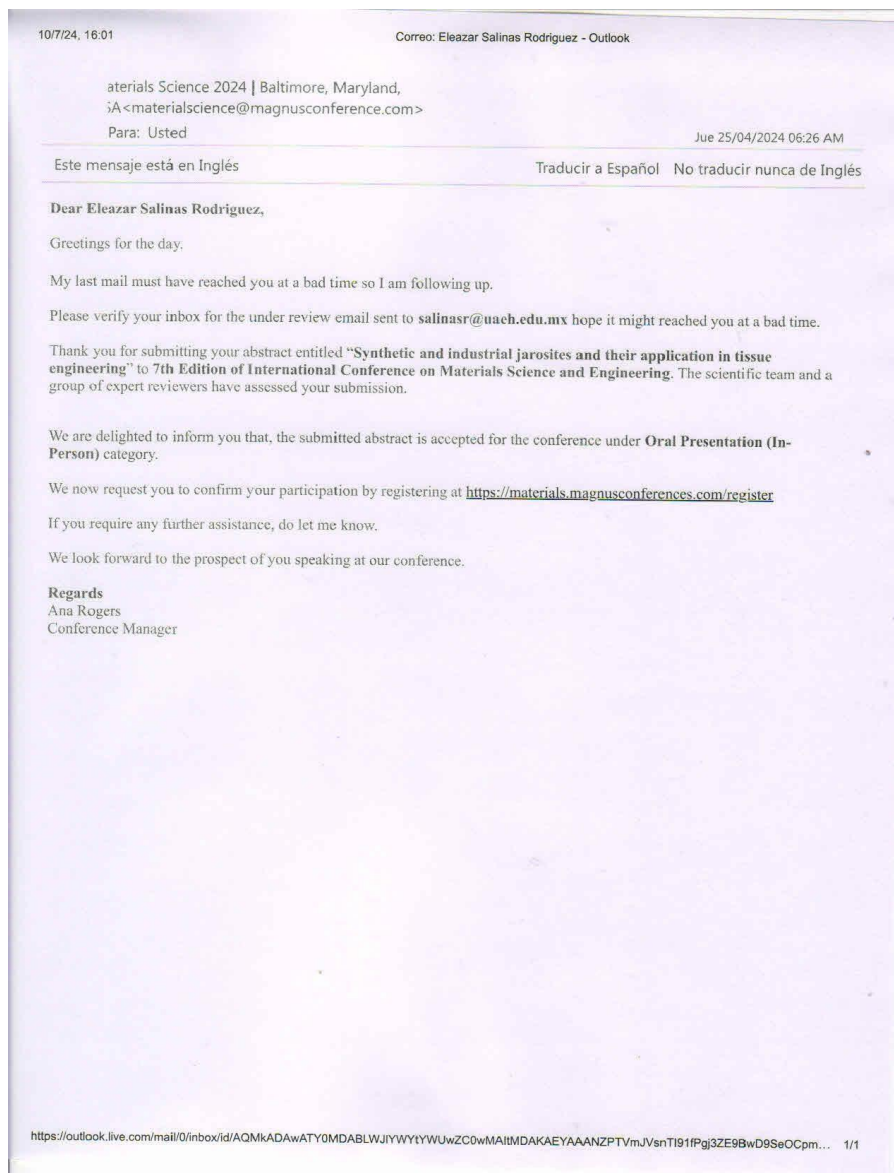 10/7/24, 16:01 Correo: Eleazar Salinas Rodriguez - Outlook
aterials Science 2024 | Baltimore, Maryland,
A<materialscience@magnusconference.com>
Para: Usted
Jue 25/04/2024 06:26 AM
Este mensaje está en Inglés Traducir a Español No traducir nunca de Inglés
Dear Eleazar Salinas Rodriguez,
Greetings for the day.
My last mail must have reached you at a bad time so I am following up.
Please verify your inbox for the under review email sent to salinasr@uaeh.edu.mx hope it might reached you at a bad time.
Thank you for submitting your abstract entitled “Synthetic and industrial jarosites and their application in tissue
engineering” to 7th Edition of International Conference on Materials Science and Engineering. The scientific team and a
group of expert reviewers have assessed your submission.
We are delighted to inform you that, the submitted abstract is accepted for the conference under Oral Presentation (In-
Person) category.
We now request you to confirm your participation by registering at https://materials.magnusconferences.com/register
If you require any further assistance, do let me know.
We look forward to the prospect of you speaking at our conference.
Regards
Ana Rogers
Conference Manager
1/1